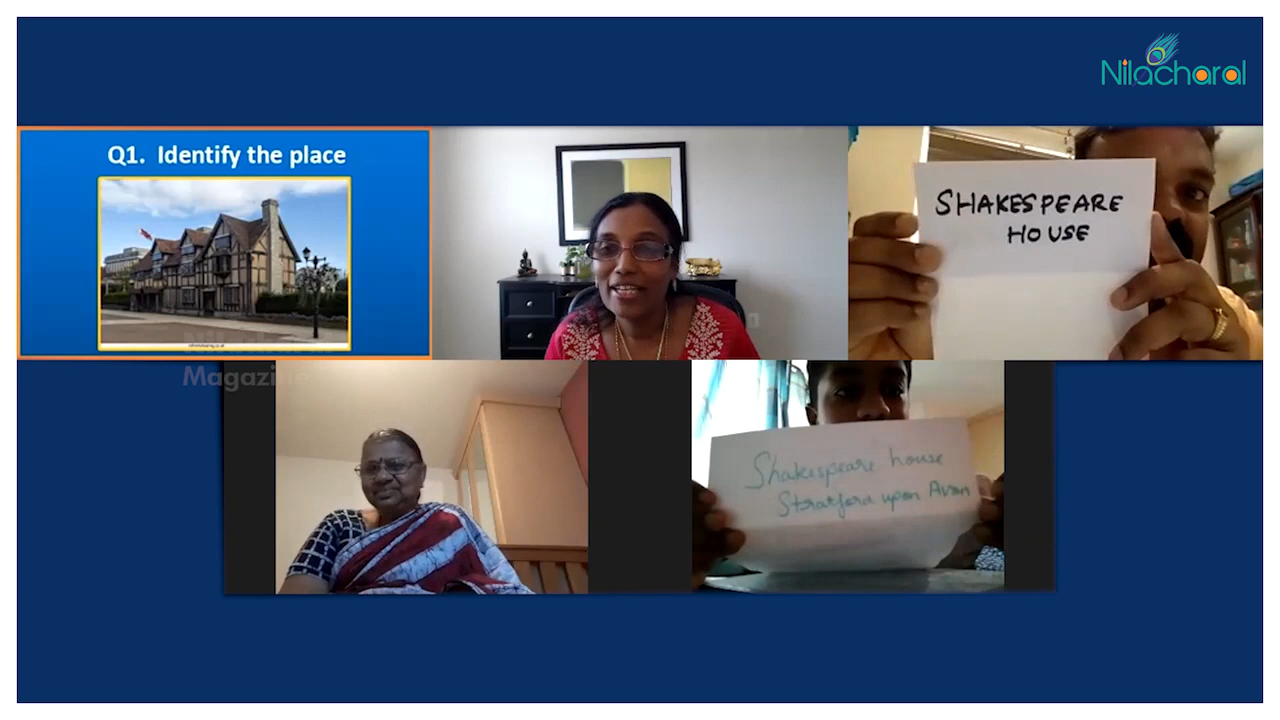 Nilacharal
Q1. Identify the place
SHAKESPEARE
HOUSE
Magazine
Shakespeare house
Stratford upon Avon